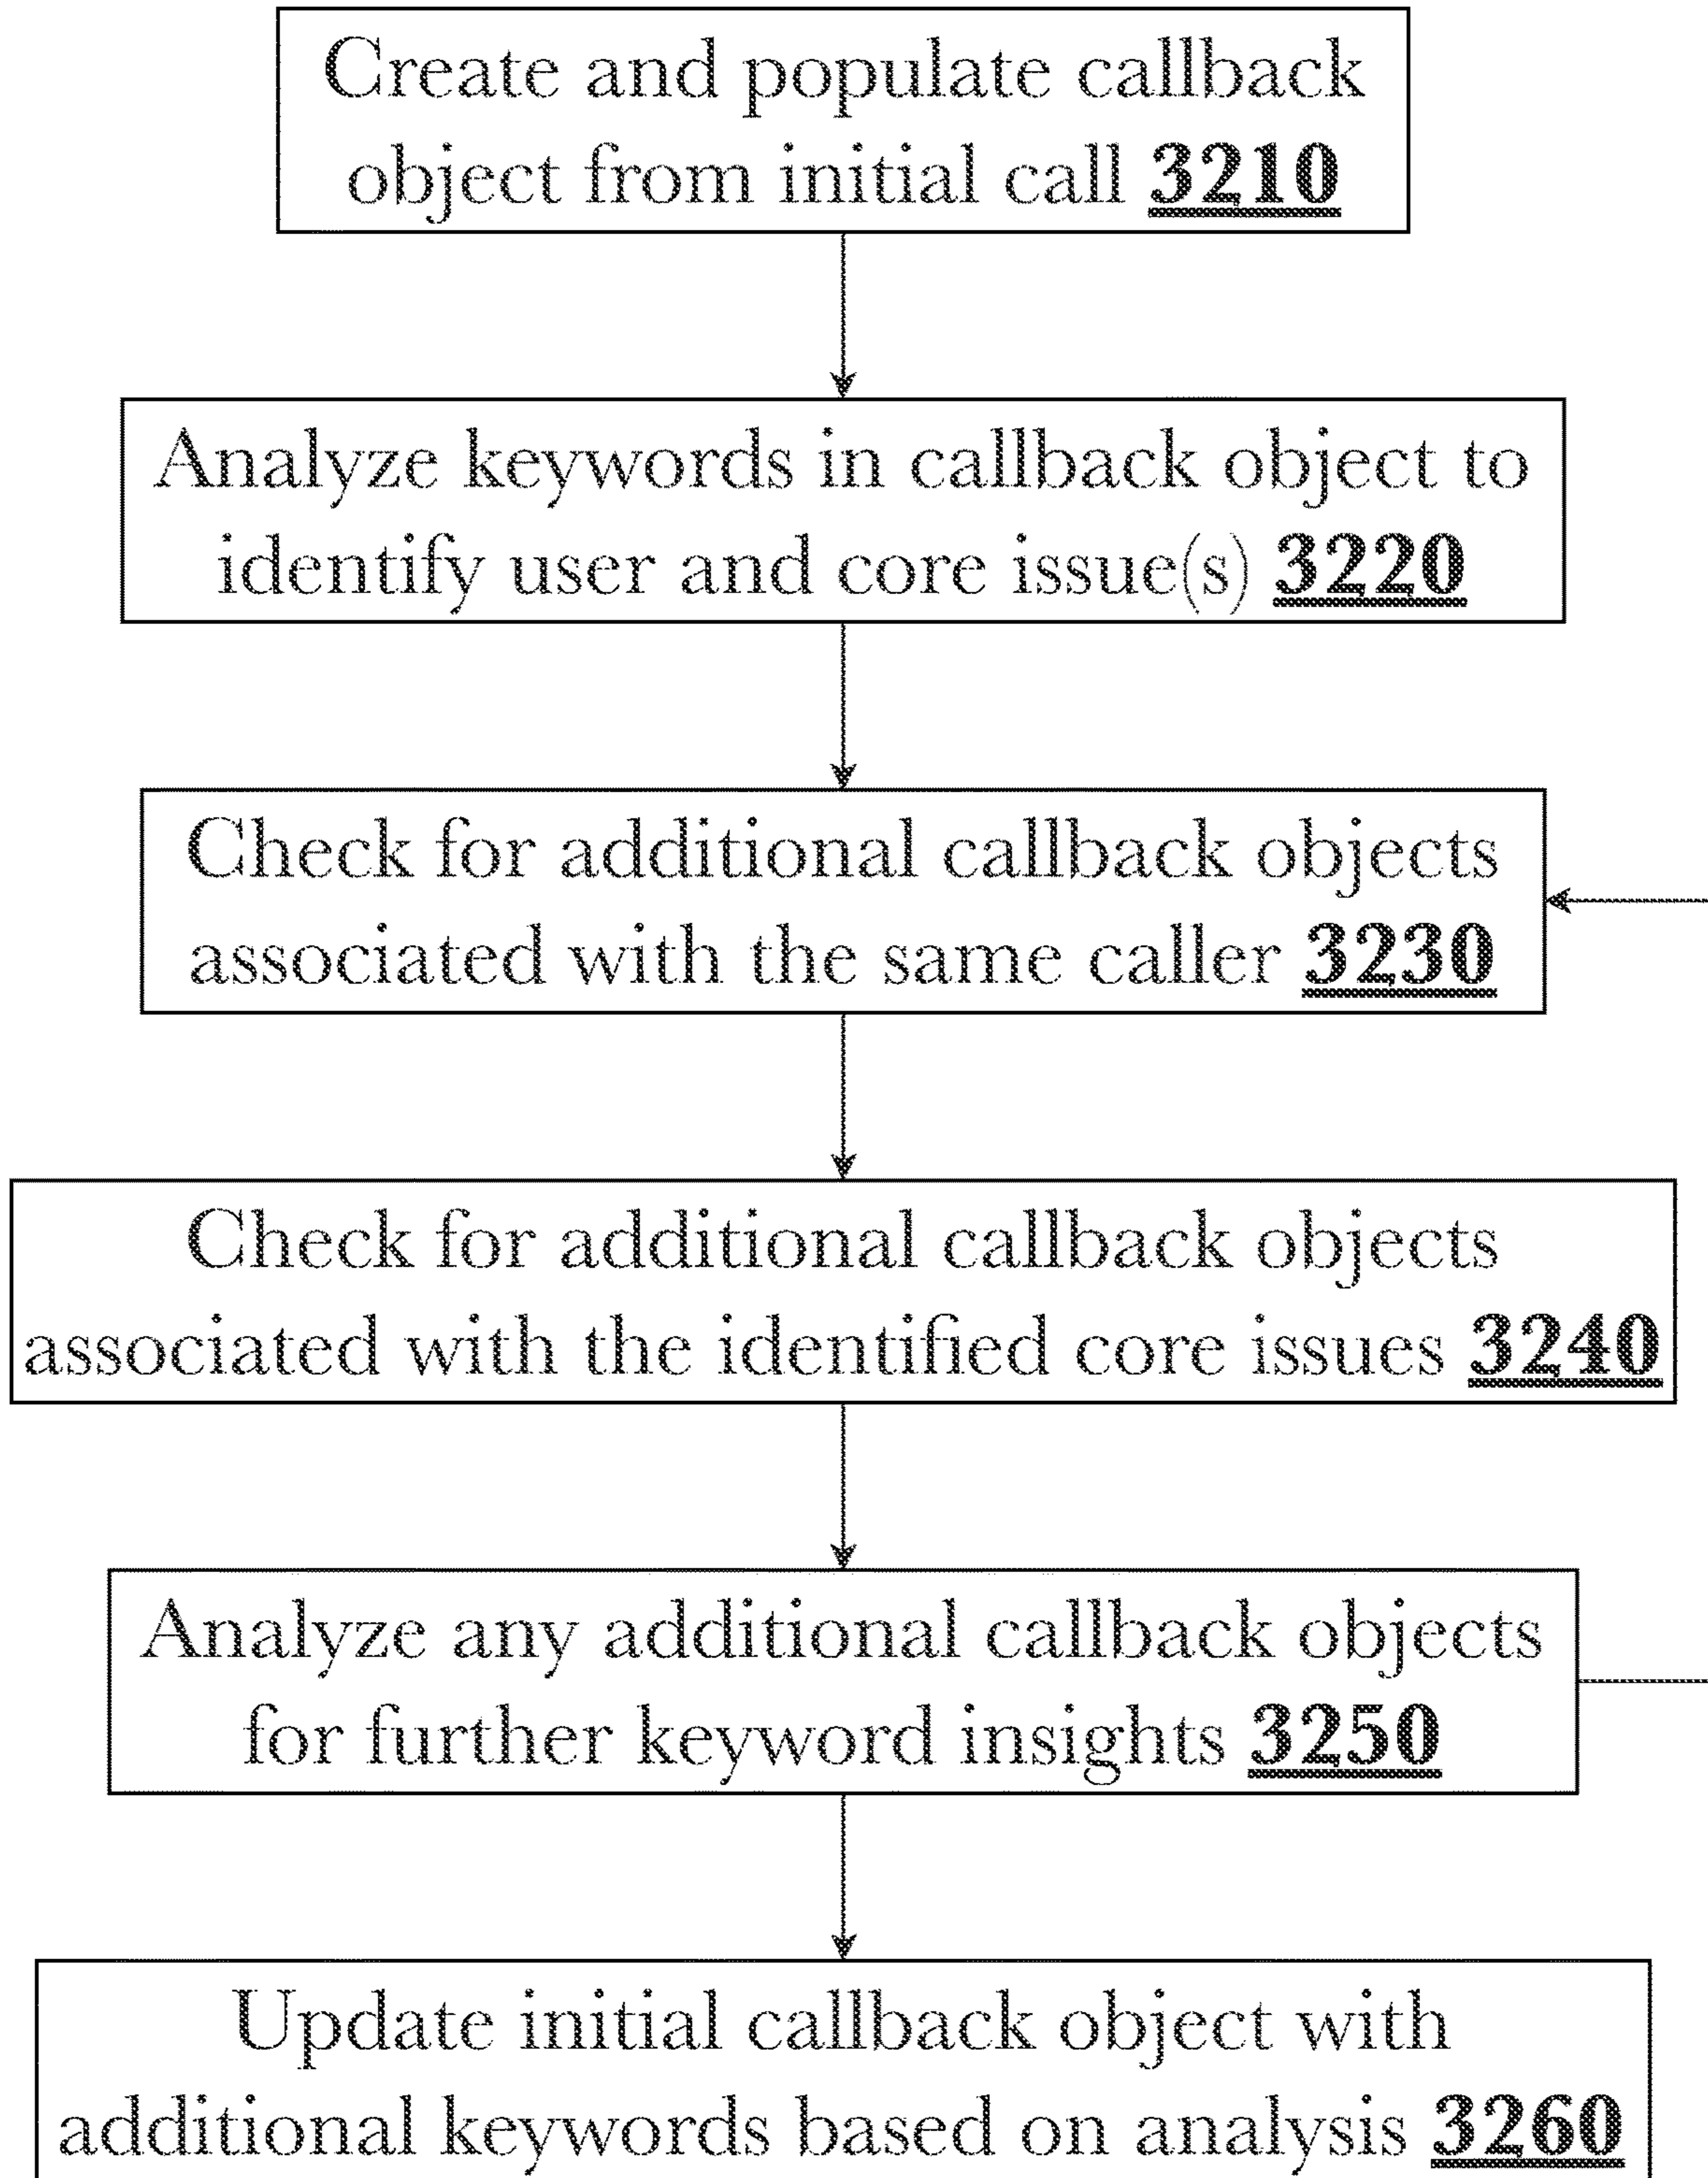 Create and populate callback
object from initial call 3210
Analyze keywords in callback object to
identify user and core issue(s) 3220
Check for additional callback objects
associated with the same caller 3230
Check for additional callback objects
associated with the identified core issues 3240
Analyze any additional callback objects
for further keyword insights 3250
Update initial callback object with
additional keywords based on analysis 3260